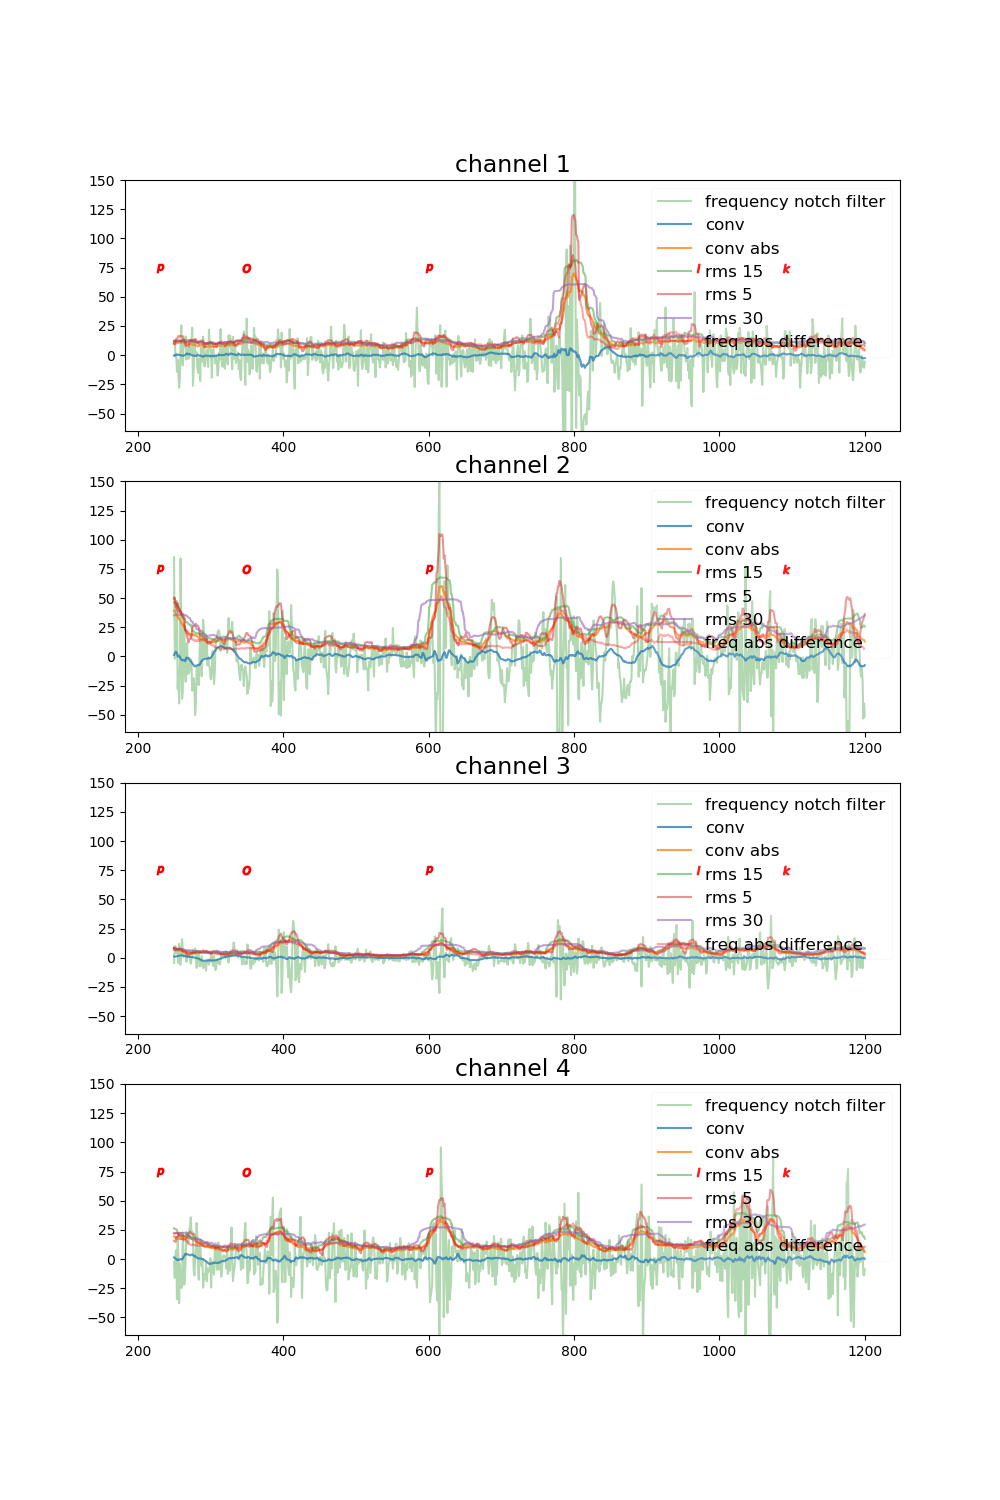 channel 1
150
125
100
75
50
25
0
−25
−50
p o p l k
frequency notch filter
conv
conv abs
rms 15
rms 5
rms 30
freq abs difference
200 400 600 800 1000 1200
channel 2
150
125
100
75
50
25
0
−25
−50
p o p l k
frequency notch filter
conv
conv abs
rms 15
rms 5
rms 30
freq abs difference
200 400 600 800 1000 1200
channel 3
150
125
100
75
50
25
0
−25
−50
p o p l k
frequency notch filter
conv
conv abs
rms 15
rms 5
rms 30
freq abs difference
200 400 600 800 1000 1200
channel 4
150
125
100
75
50
25
0
−25
−50
p o p l k
frequency notch filter
conv
conv abs
rms 15
rms 5
rms 30
freq abs difference
200 400 600 800 1000 1200